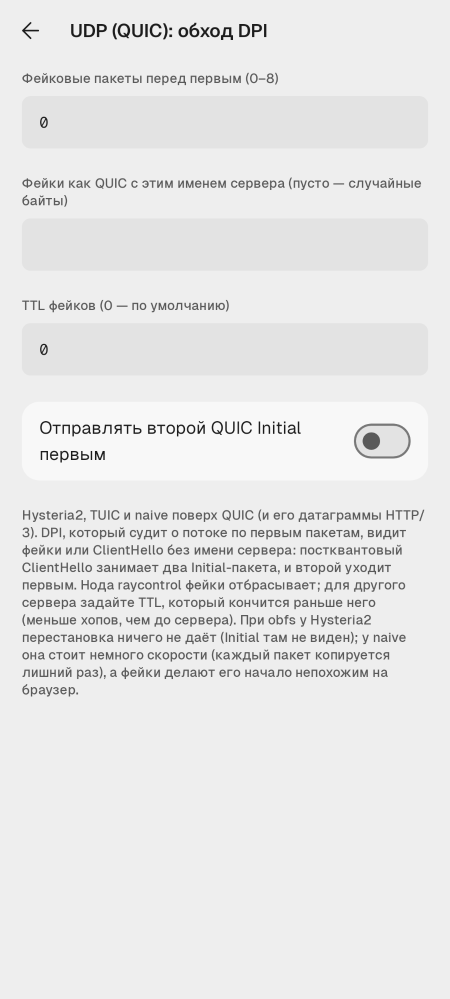 UDP (QUIC): обход DPI
Фейковые пакеты перед первым (0–8)
0
Фейки как QUIC с этим именем сервера (пусто — случайные
байты)
TTL фейков (0 — по умолчанию)
0
Отправлять второй QUIC Initial
первым
Hysteria2, TUIC и naive поверх QUIC (и его датаграммы HTTP/
3). DPI, который судит о потоке по первым пакетам, видит
фейки или ClientHello без имени сервера: постквантовый
ClientHello занимает два Initial-пакета, и второй уходит
первым. Нода raycontrol фейки отбрасывает; для другого
сервера задайте TTL, который кончится раньше него
(меньше хопов, чем до сервера). При obfs у Hysteria2
перестановка ничего не даёт (Initial там не виден); у naive
она стоит немного скорости (каждый пакет копируется
лишний раз), а фейки делают его начало непохожим на
браузер.